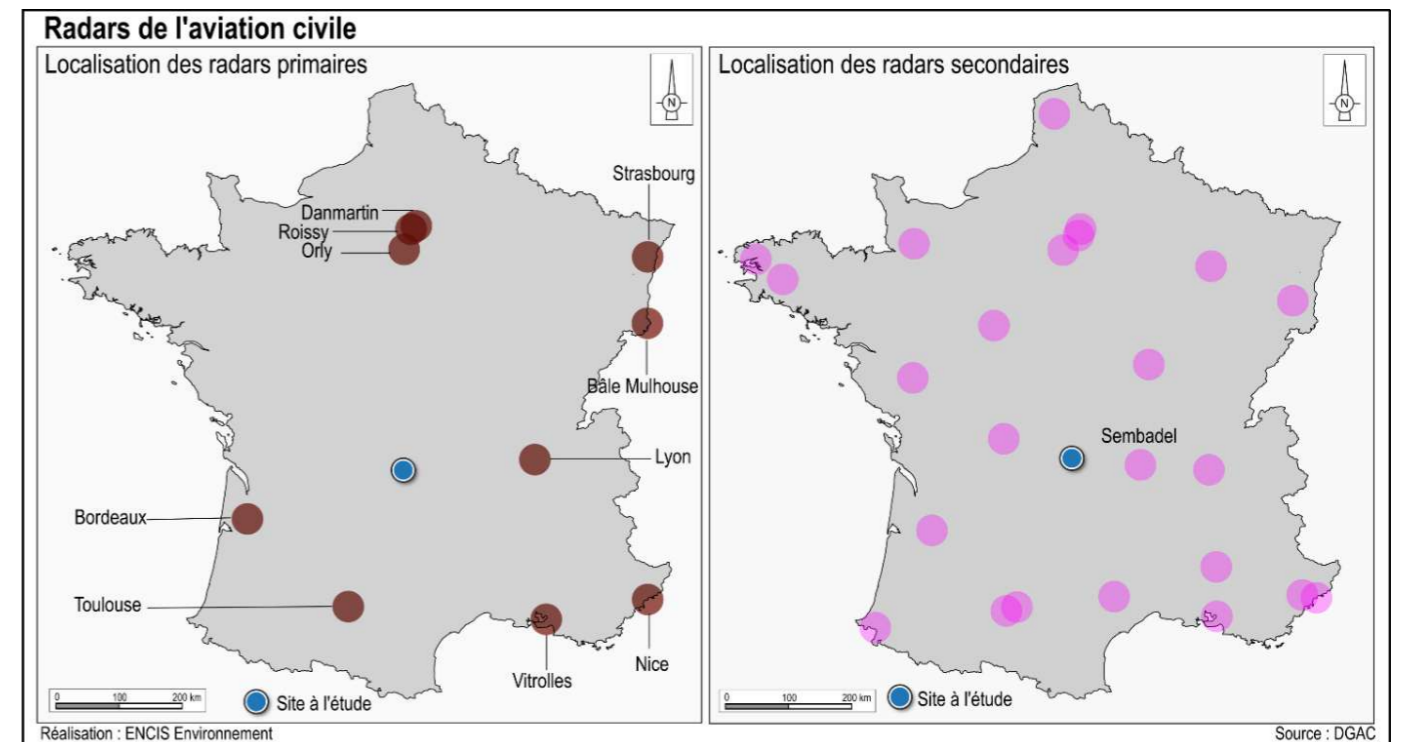 Radars de l'aviation civile
Localisation des radars primaires
N
Strasbourg
Danmartin
Roissy
Orly
Bâle Mulhouse
Lyon
Bordeaux
Toulouse
Nice
Vitrolles
0 100 200 km
Site à l'étude
Localisation des radars secondaires
N
Sembadel
0 100 200 km
Site à l'étude
Réalisation : ENCIS Environnement
Source : DGAC